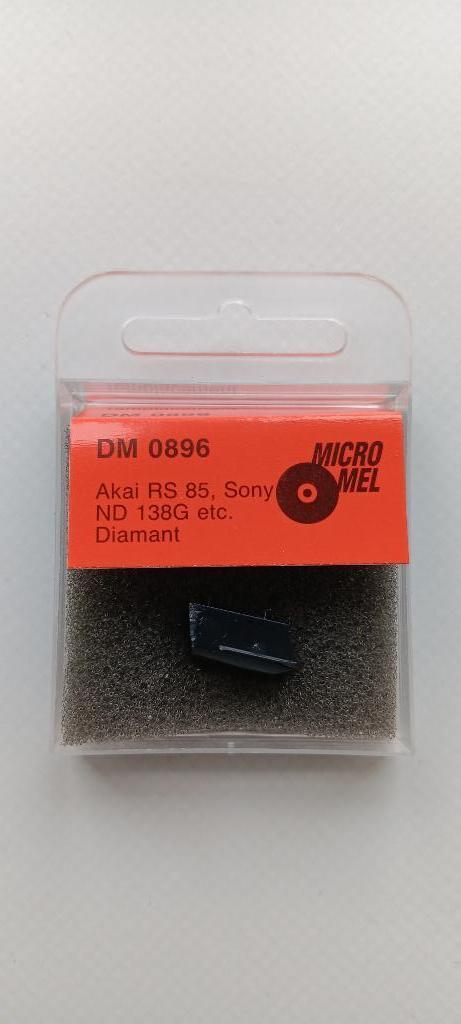 DM 0896
MICRO
MEL
Akai RS 85, Sony
ND 138G etc.
Diamant